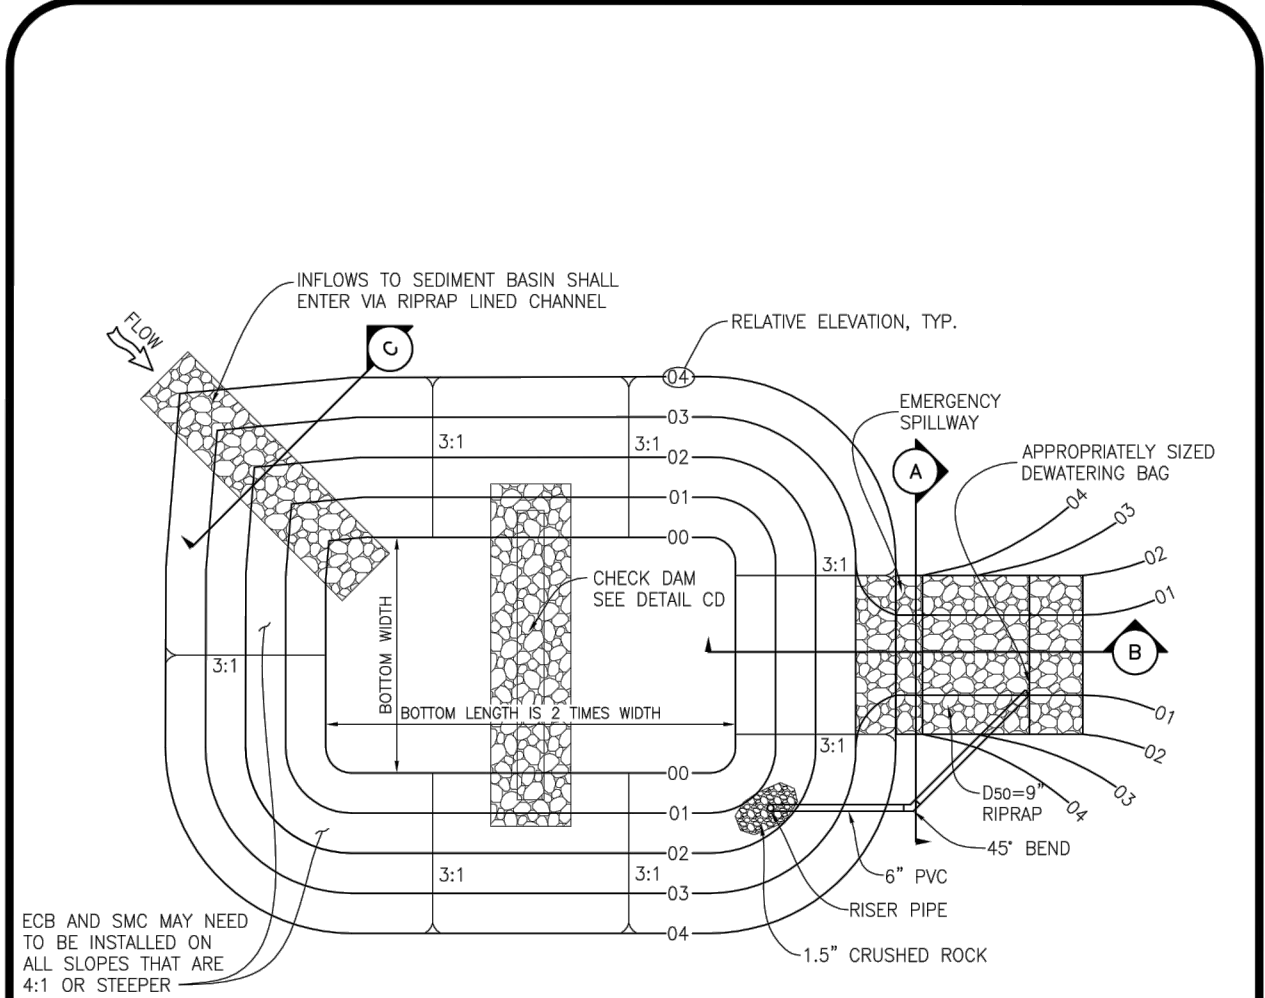 INFLOWS TO SEDIMENT BASIN SHALL
ENTER VIA RIPRAP LINED CHANNEL
FLOW
C
RELATIVE ELEVATION, TYP.
04
03
02
01
00
3:1
3:1
EMERGENCY
SPILLWAY
A
APPROPRIATELY SIZED
DEWATERING BAG
04
03
02
01
3:1
CHECK DAM
SEE DETAIL CD
BOTTOM WIDTH
3:1
B
BOTTOM LENGTH IS 2 TIMES WIDTH
01
02
03
04
3:1
00
01
02
03
04
3:1
3:1
D50=9"
RIPRAP
45° BEND
6" PVC
RISER PIPE
1.5" CRUSHED ROCK
ECB AND SMC MAY NEED
TO BE INSTALLED ON
ALL SLOPES THAT ARE
4:1 OR STEEPER